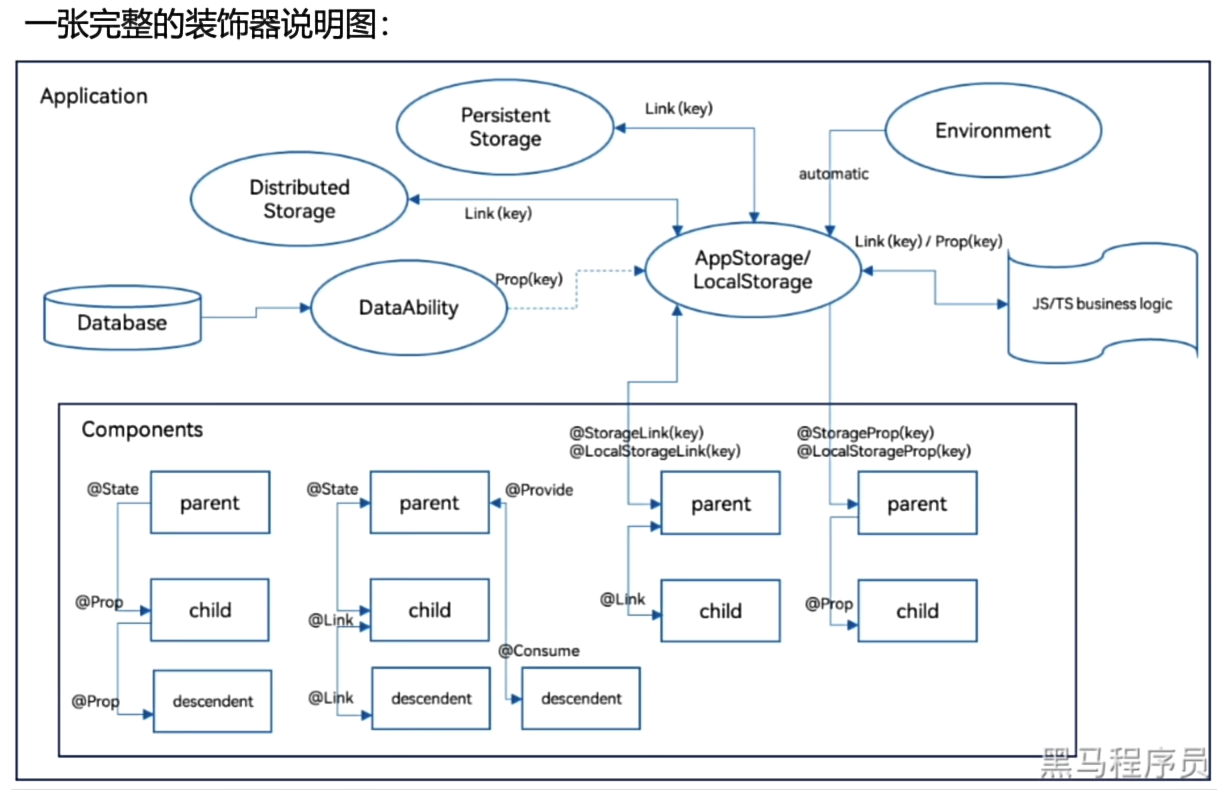 一张完整的装饰器说明图：
Application
Persistent
Storage
Link (key)
Environment
automatic
Distributed
Storage
Link (key)
Link (key) / Prop(key)
AppStorage/
LocalStorage
Prop(key)
DataAbility
Database
JS/TS business logic
Components
@StorageLink(key)
@LocalStorageLink(key)
@StorageProp(key)
@LocalStorageProp(key)
@State
parent
@State
parent
@Provide
parent
parent
@Prop
child
@Link
child
@Link
child
@Prop
child
@Consume
@Prop
descendent
@Link
descendent
descendent
黑马程序员